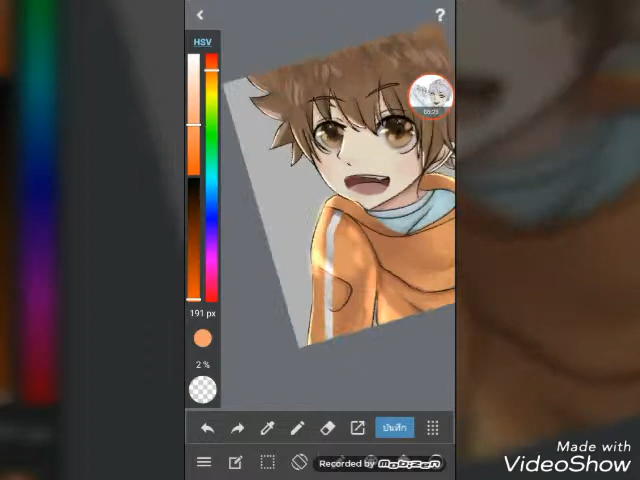 ?
HSV
191 px
2 %
บันทึก
Recorded by mobizen
Made with
VideoShow